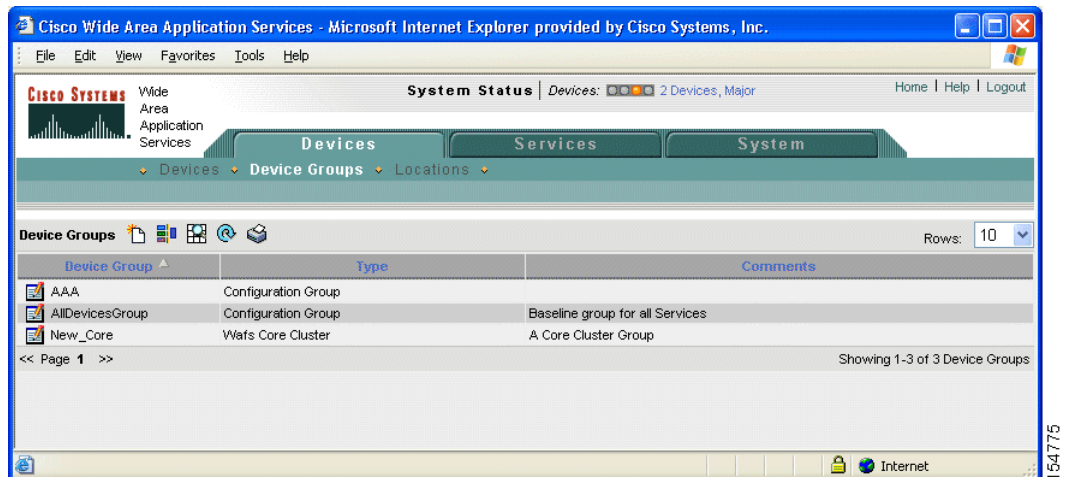 Cisco Wide Area Application Services - Microsoft Internet Explorer provided by Cisco Systems, Inc.
File Edit View Favorites Tools Help
CISCO SYSTEMS
Wide
Area
Application
Services
System Status | Devices: 2 Devices, Major
Home | Help | Logout
Devices Services System
Devices Device Groups Locations
Device Groups
Rows: 10
Device Group Type Comments
AAA Configuration Group
AllDevicesGroup Configuration Group Baseline group for all Services
New_Core Wafs Core Cluster A Core Cluster Group
<< Page 1 >> Showing 1-3 of 3 Device Groups
Internet
154775